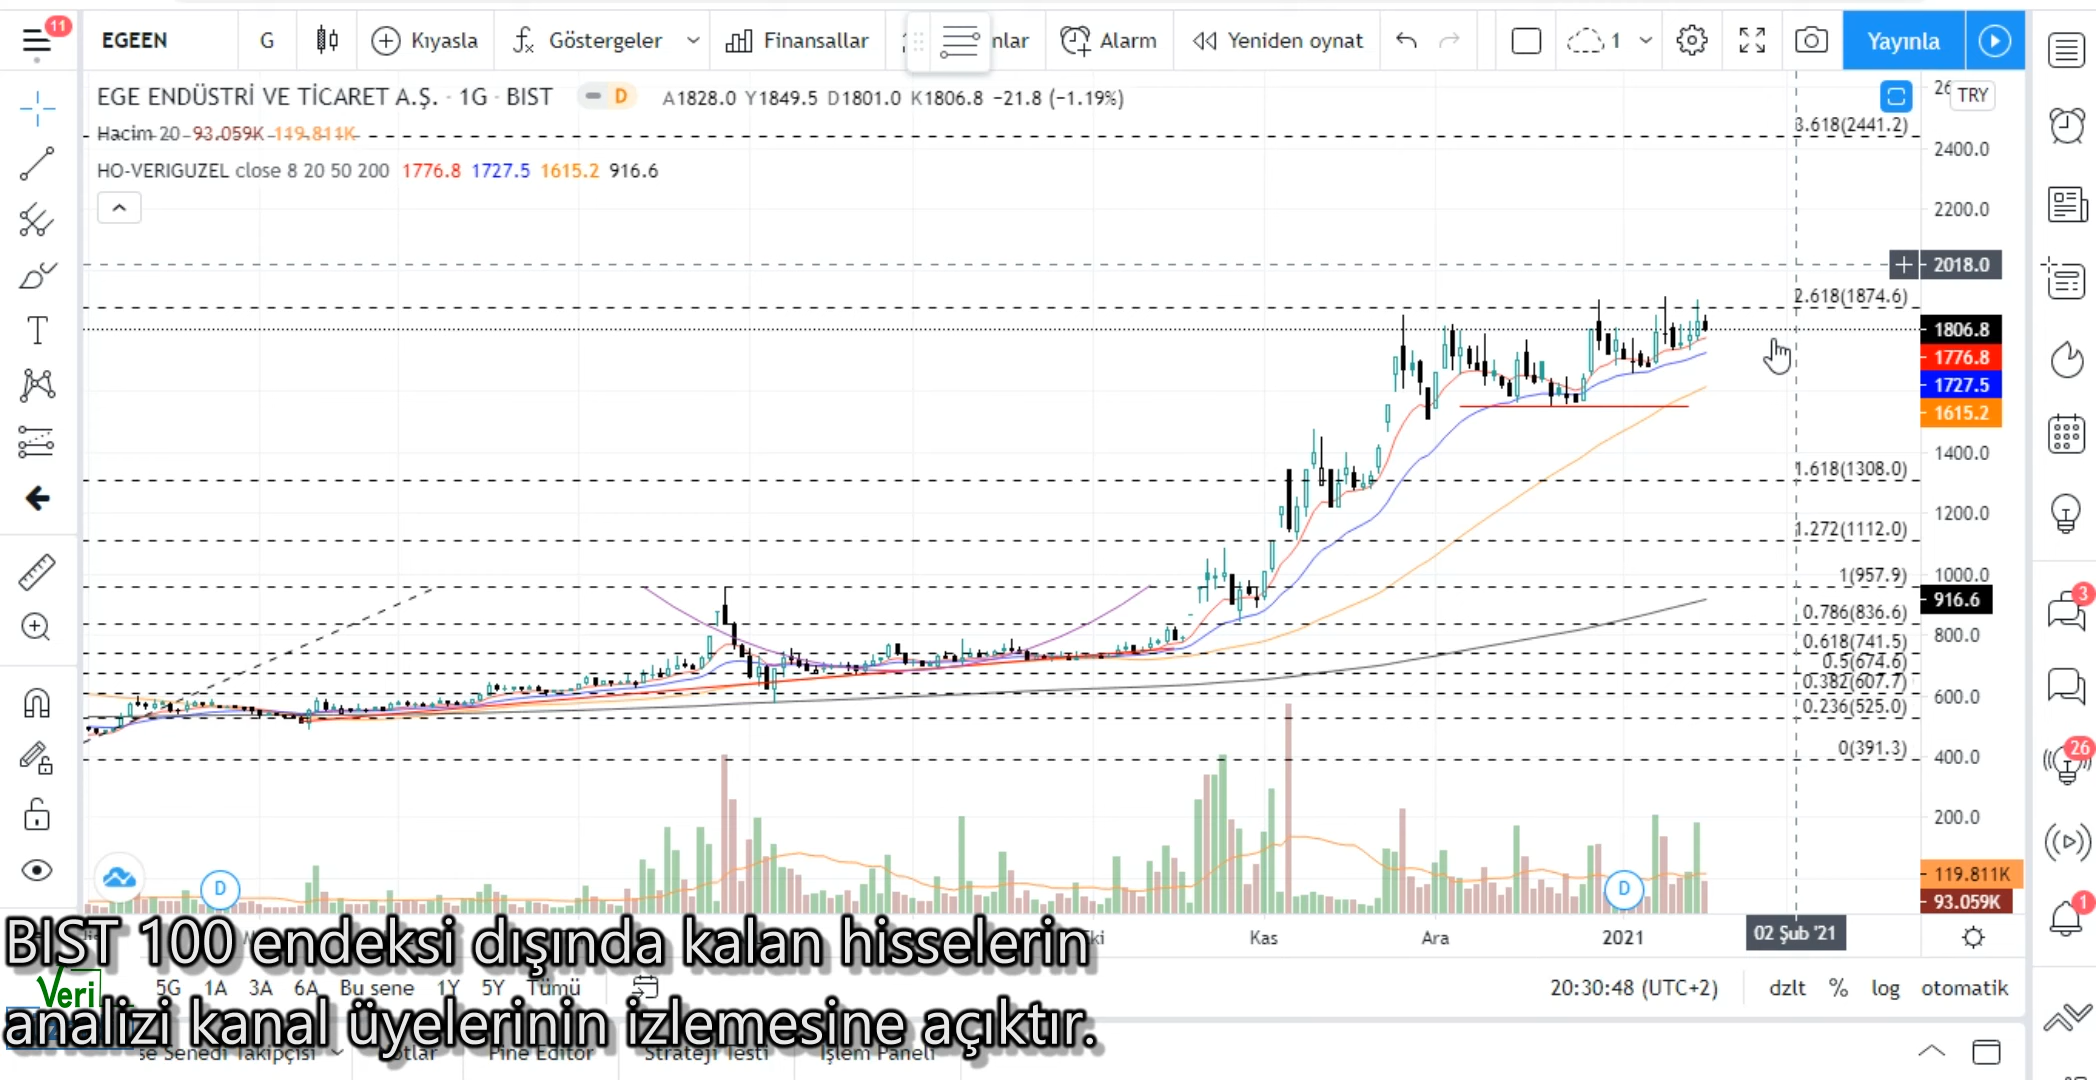 11
EGEEN
G
Kıyasla
Göstergeler
Finansallar
nlar
Alarm
Yeniden oynat
1
Yayınla
EGE ENDÜSTRİ VE TİCARET A.Ş. · 1G · BIST
D
A1828.0 Y1849.5 D1801.0 K1806.8 −21.8 (−1.19%)
TRY
Hacim 20 93.059K 119.811K
HO-VERIGUZEL close 8 20 50 200 1776.8 1727.5 1615.2 916.6
3.618(2441.2)
2400.0
2200.0
2018.0
2.618(1874.6)
1806.8
1776.8
1727.5
1615.2
1400.0
1.618(1308.0)
1200.0
1.272(1112.0)
1000.0
1(957.9)
916.6
0.786(836.6)
800.0
0.618(741.5)
0.5(674.6)
0.382(607.7)
600.0
0.236(525.0)
0(391.3)
400.0
200.0
119.811K
93.059K
D
D
3
26
1
Kas
Ara
2021
02 Şub '21
BIST 100 endeksi dışında kalan hisselerin
Veri
5G 1A 3A 6A Bu sene 1Y 5Y Tümü
20:30:48 (UTC+2)
dzlt % log otomatik
analizi kanal üyelerinin izlemesine açıktır.
se Senedi Takipçisi
Pine Editör
Strateji Testi
İşlem Paneli